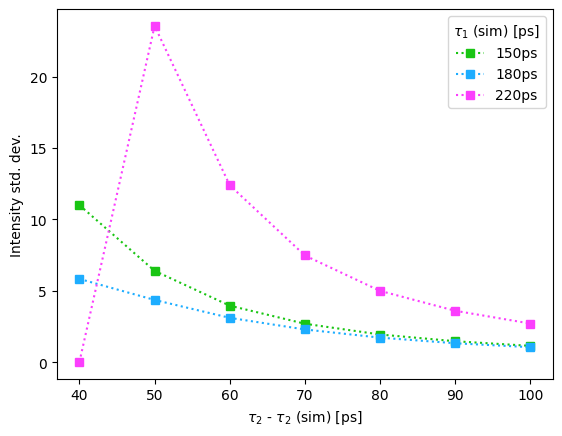 τ1 (sim) [ps]
150ps
180ps
220ps
Intensity std. dev.
20
15
10
5
0
40 50 60 70 80 90 100
τ2 - τ2 (sim) [ps]